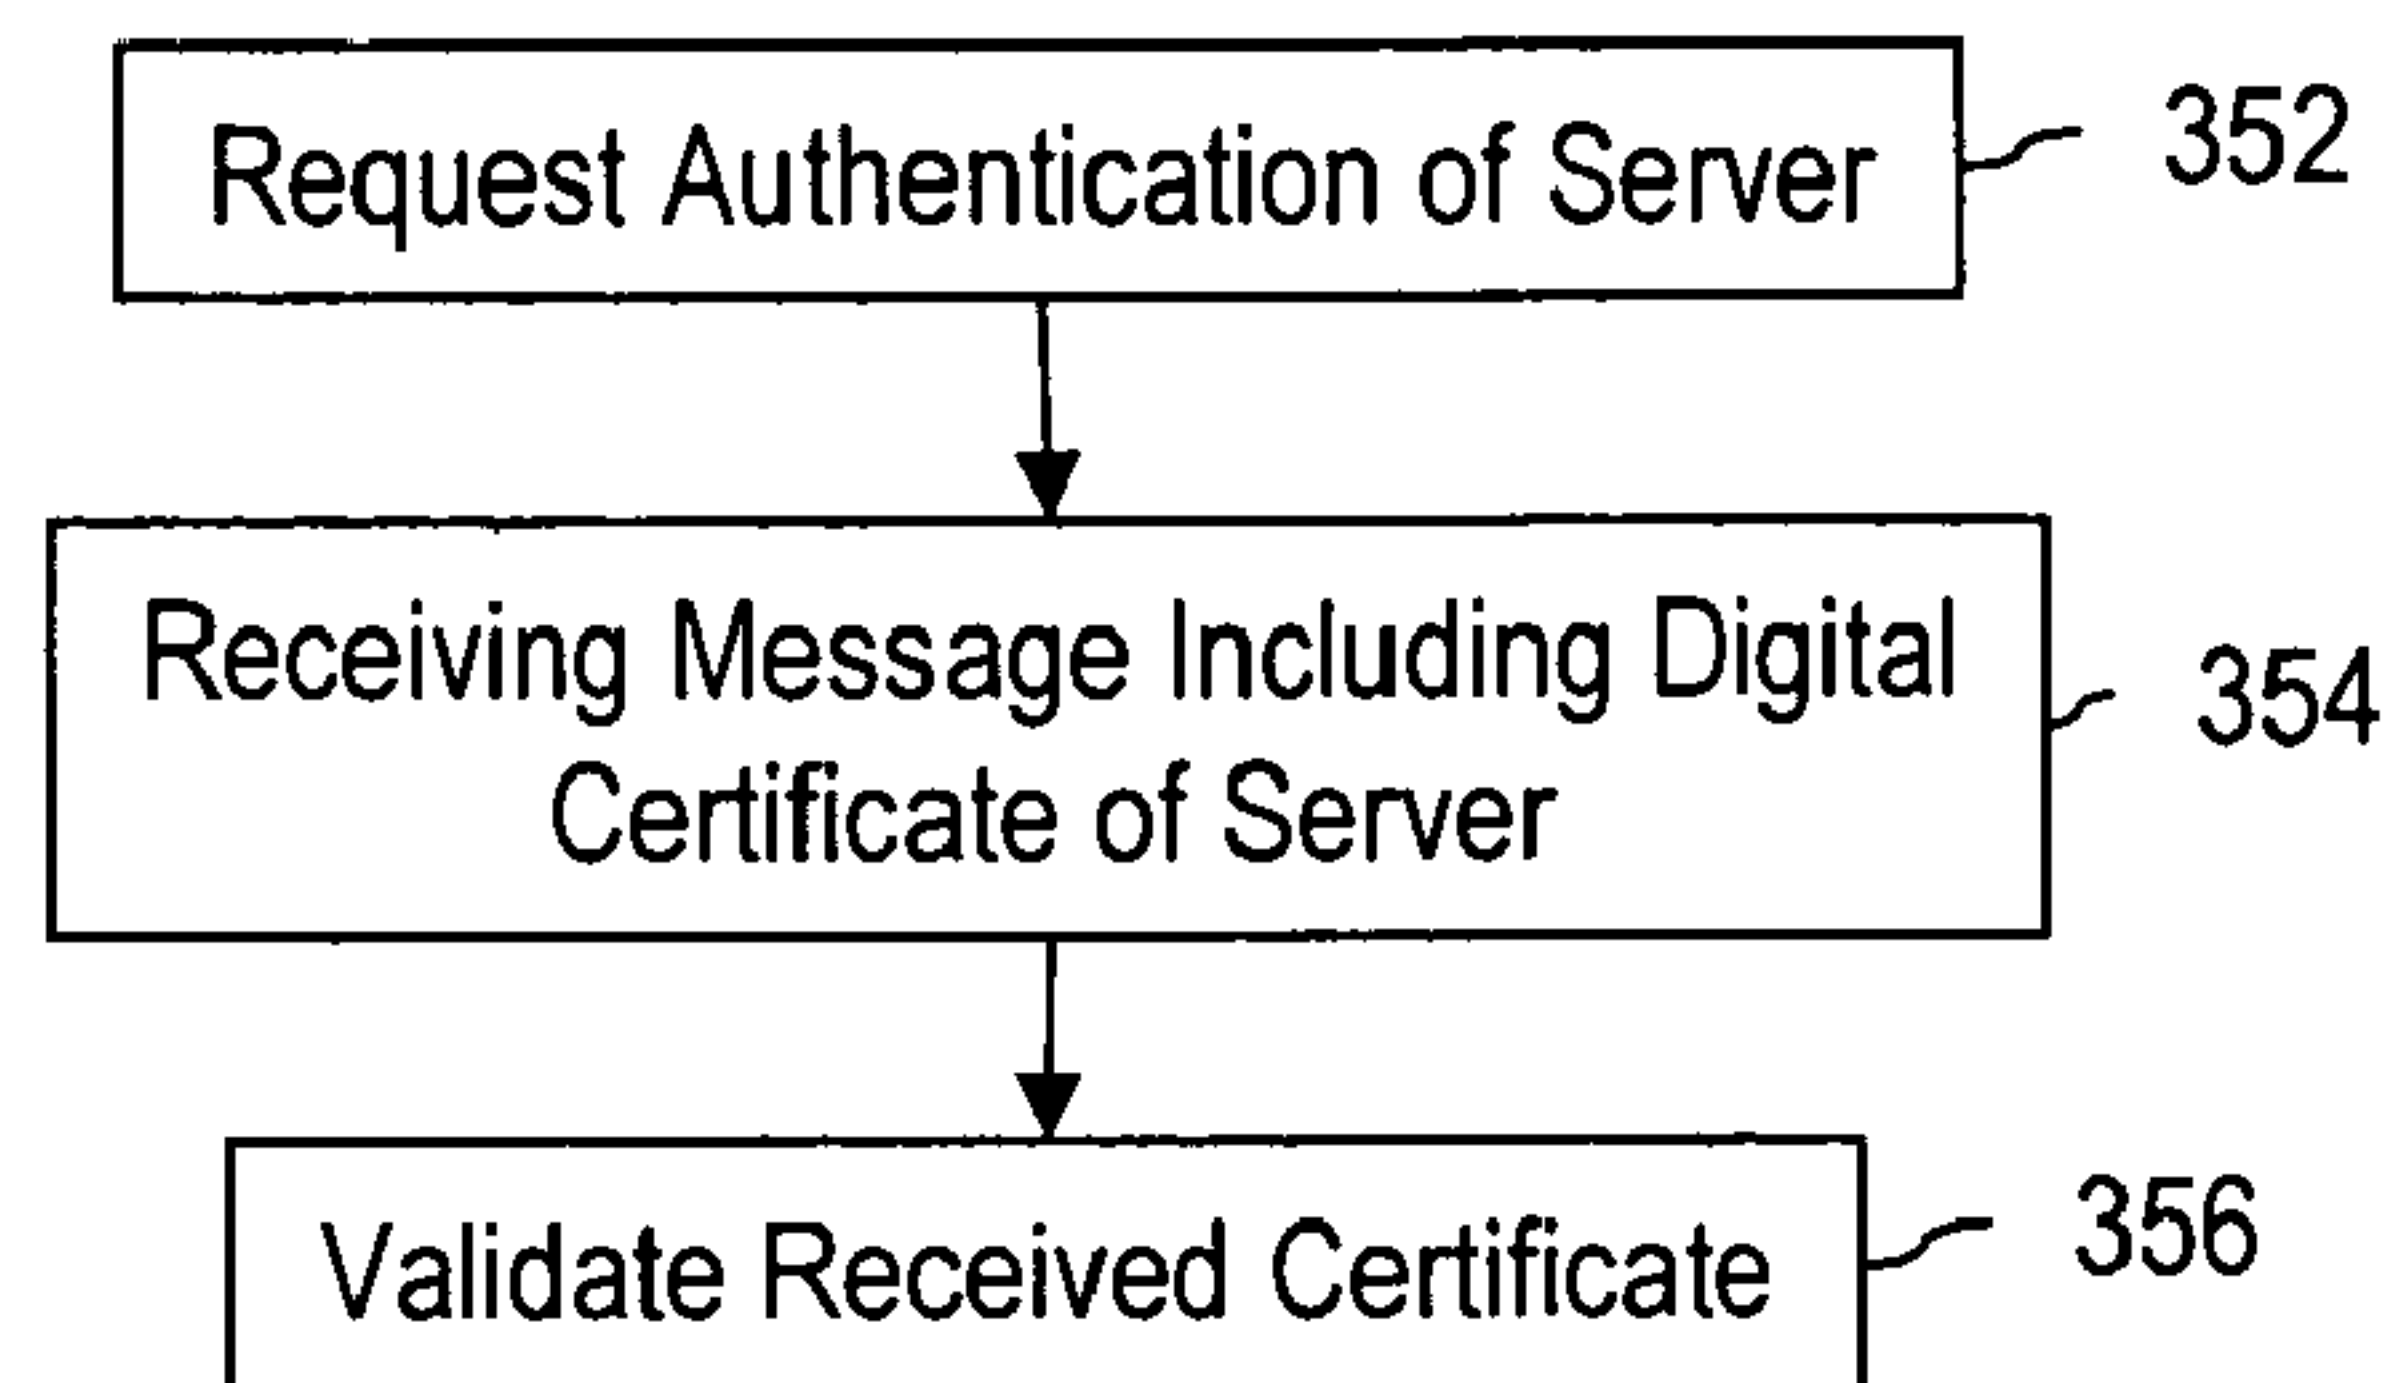 Request Authentication of Server
352
Receiving Message Including Digital
Certificate of Server
354
Validate Received Certificate
356